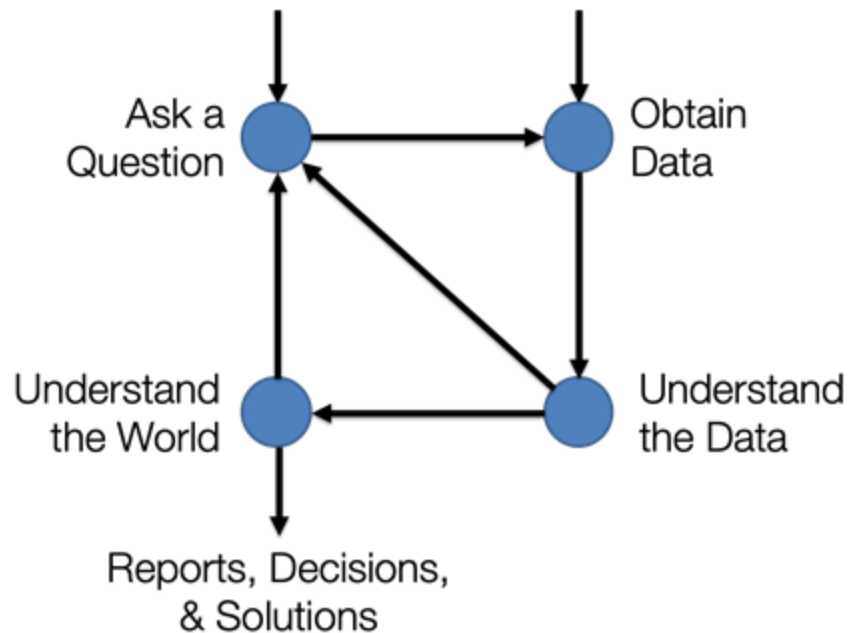 Ask a
Question
Obtain
Data
Understand
the World
Understand
the Data
Reports, Decisions,
& Solutions